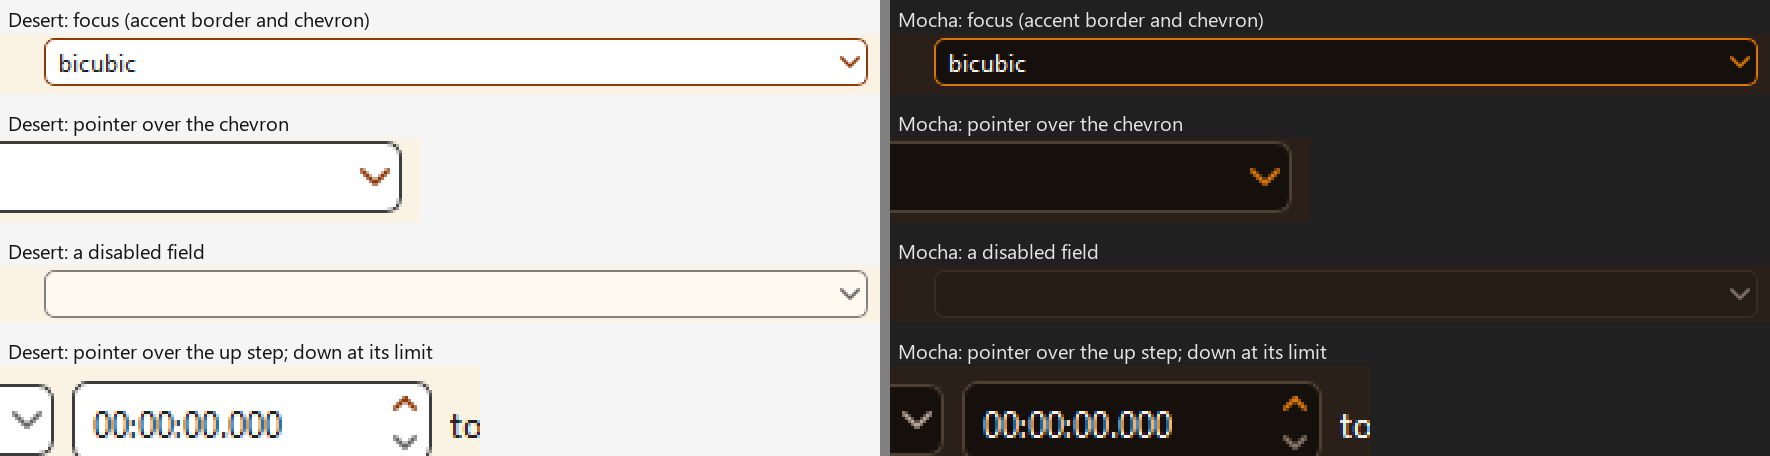 Desert: focus (accent border and chevron)
bicubic
Desert: pointer over the chevron
Desert: a disabled field
Desert: pointer over the up step; down at its limit
00:00:00.000 to
Mocha: focus (accent border and chevron)
bicubic
Mocha: pointer over the chevron
Mocha: a disabled field
Mocha: pointer over the up step; down at its limit
00:00:00.000 to